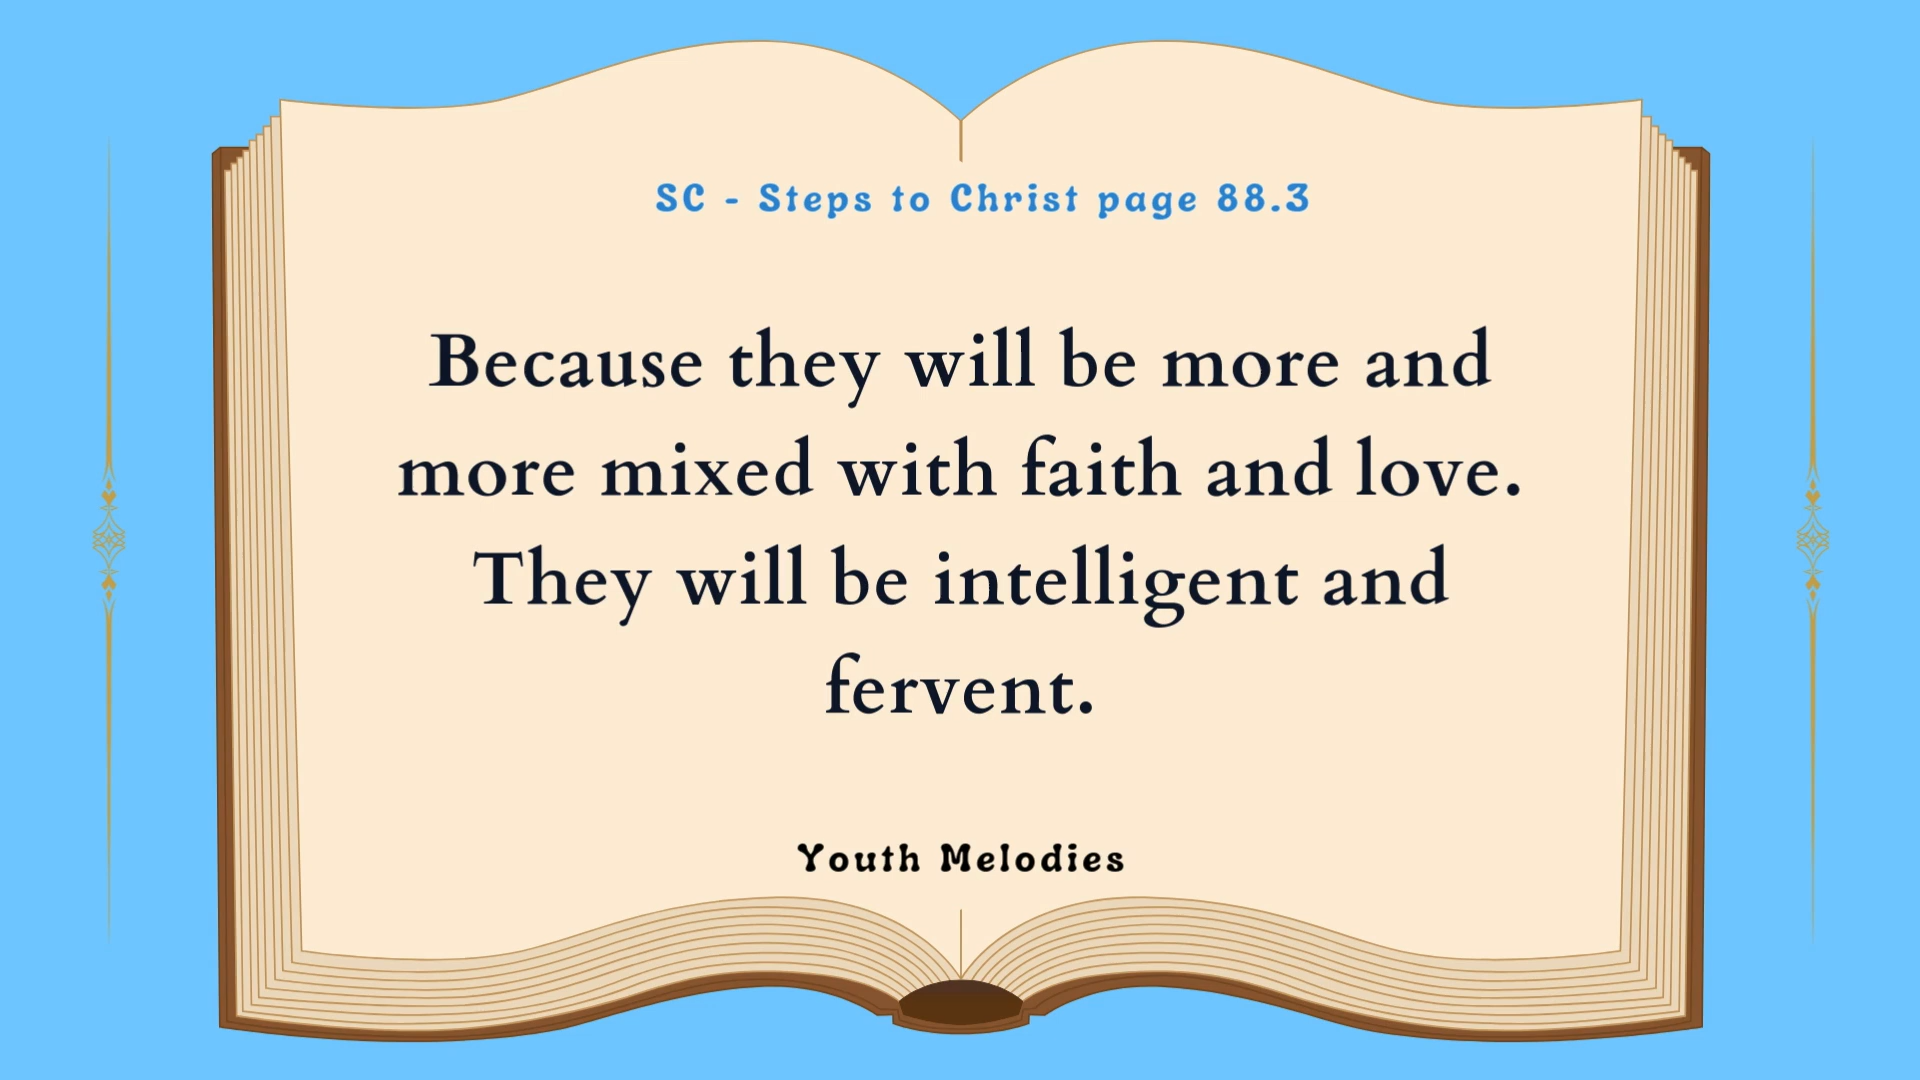 SC - Steps to Christ page 88.3
Because they will be more and
more mixed with faith and love.
They will be intelligent and
fervent.
Youth Melodies